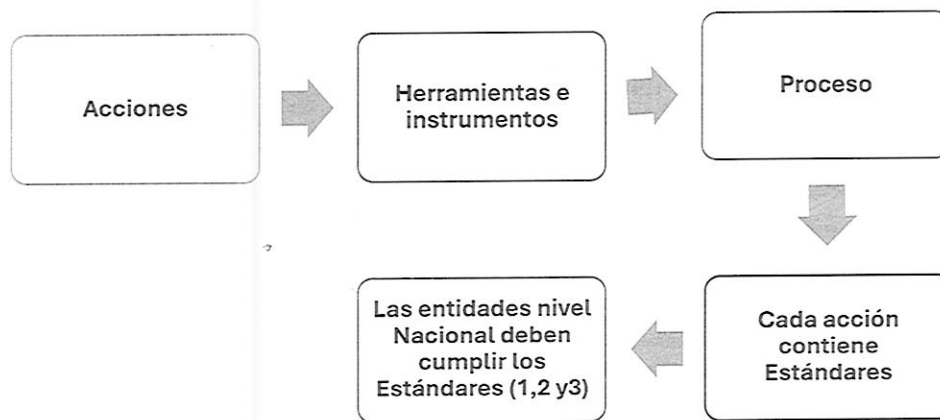 Acciones
Herramientas e
instrumentos
Proceso
Cada acción
contiene
Estándares
Las entidades nivel
Nacional deben
cumplir los
Estándares (1,2 y3)